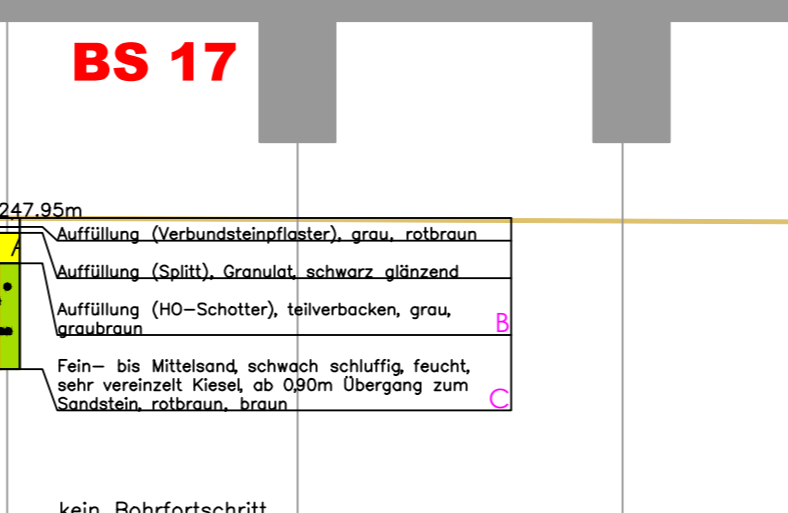 BS 17
247.95m
Auffüllung (Verbundsteinpflaster), grau, rotbraun
A
Auffüllung (Splitt), Granulat, schwarz glänzend
Auffüllung (HO-Schotter), teilverbacken, grau,
graubraun
B
Fein- bis Mittelsand, schwach schluffig, feucht,
sehr vereinzelt Kiesel, ab 0,90m Übergang zum
Sandstein, rotbraun, braun
C
kein Bohrfortschritt